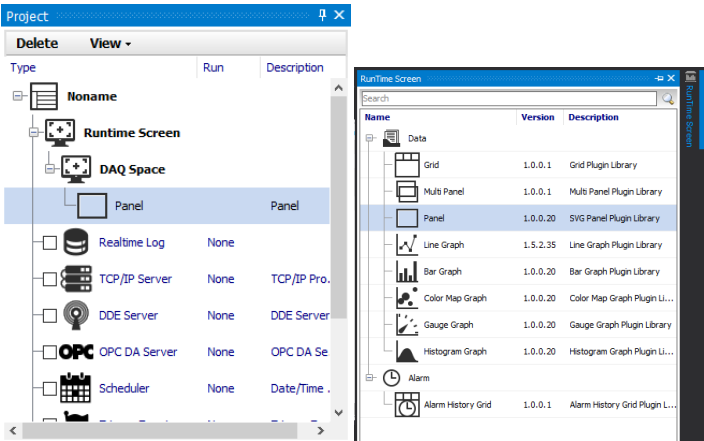 Project
Delete View
Type Run Description
Noname
Runtime Screen
DAQ Space
Panel Panel
Realtime Log None
TCP/IP Server None TCP/IP Pro.
DDE Server None DDE Server
OPC OPC DA Server None OPC DA Se
Scheduler None Date/Time .
RunTime Screen
Search
Name Version Description
Data
Grid 1.0.0.1 Grid Plugin Library
Multi Panel 1.0.0.1 Multi Panel Plugin Library
Panel 1.0.0.20 SVG Panel Plugin Library
Line Graph 1.5.2.35 Line Graph Plugin Library
Bar Graph 1.0.0.20 Bar Graph Plugin Library
Color Map Graph 1.0.0.20 Color Map Graph Plugin Li...
Gauge Graph 1.0.0.20 Gauge Graph Plugin Library
Histogram Graph 1.0.0.20 Histogram Graph Plugin Li...
Alarm
Alarm History Grid 1.0.0.1 Alarm History Grid Plugin L...
RunTime Screen